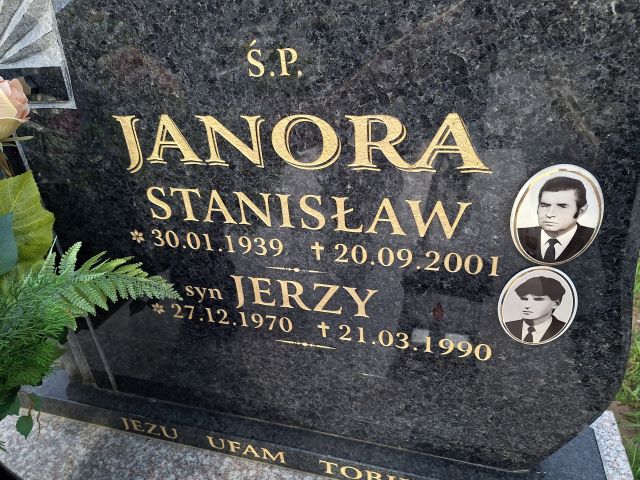 Ś.P.
JANORA
STANISŁAW
✲ 30.01.1939 ✝ 20.09.2001
syn JERZY
✲ 27.12.1970 ✝ 21.03.1990
JEZU UFAM